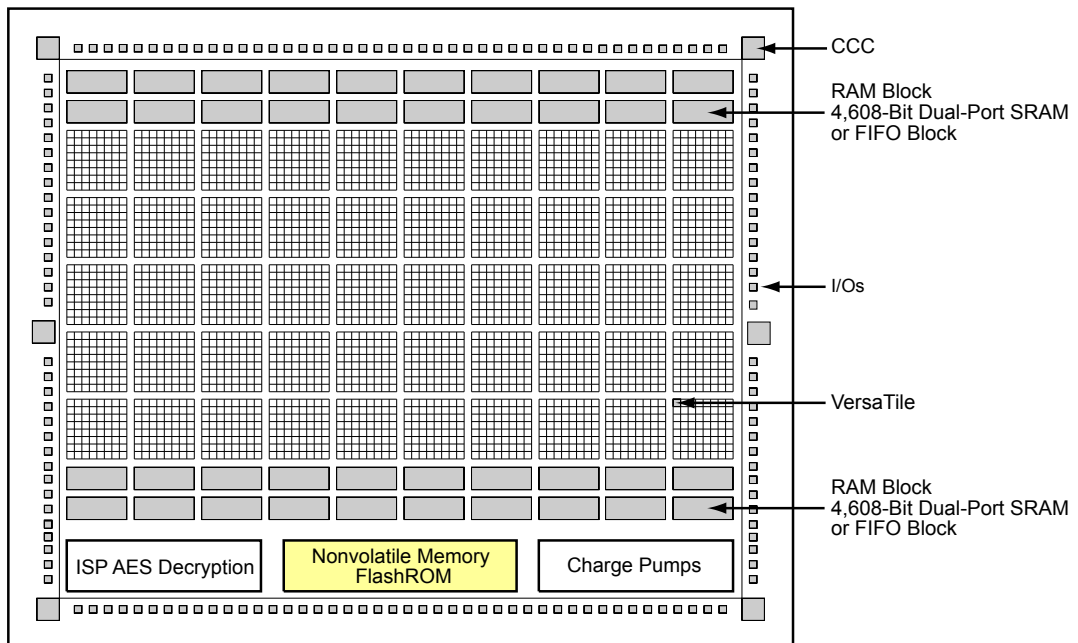 CCC
RAM Block
4,608-Bit Dual-Port SRAM
or FIFO Block
I/Os
VersaTile
RAM Block
4,608-Bit Dual-Port SRAM
or FIFO Block
ISP AES Decryption
Nonvolatile Memory
FlashROM
Charge Pumps